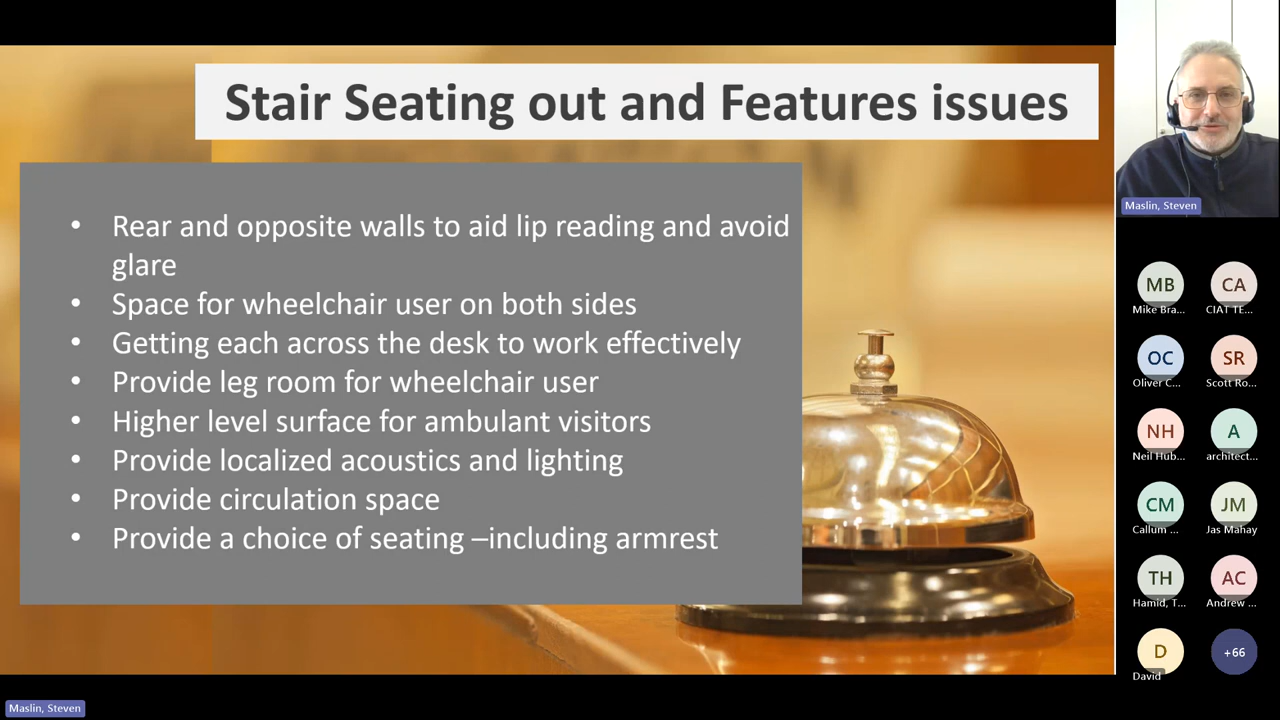 Stair Seating out and Features issues
• Rear and opposite walls to aid lip reading and avoid
glare
• Space for wheelchair user on both sides
• Getting each across the desk to work effectively
• Provide leg room for wheelchair user
• Higher level surface for ambulant visitors
• Provide localized acoustics and lighting
• Provide circulation space
• Provide a choice of seating –including armrest
Maslin, Steven
MB
Mike Bra...
CA
CIAT TE...
OC
Oliver C...
SR
Scott Ro...
NH
Neil Hub...
A
architect...
CM
Callum ...
JM
Jas Mahay
TH
Hamid, T...
AC
Andrew ...
D
David
+66
Maslin, Steven